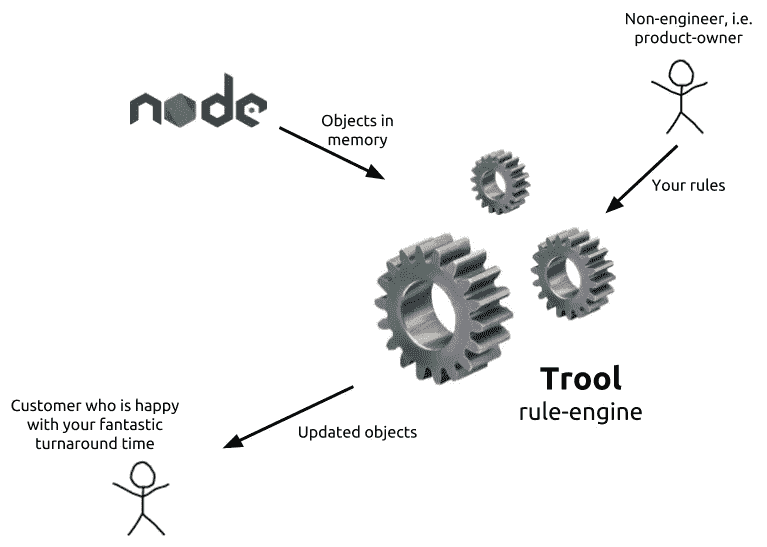 Non-engineer, i.e.
product-owner
node
Objects in
memory
Your rules
Trool
rule-engine
Customer who is happy
with your fantastic
turnaround time
Updated objects